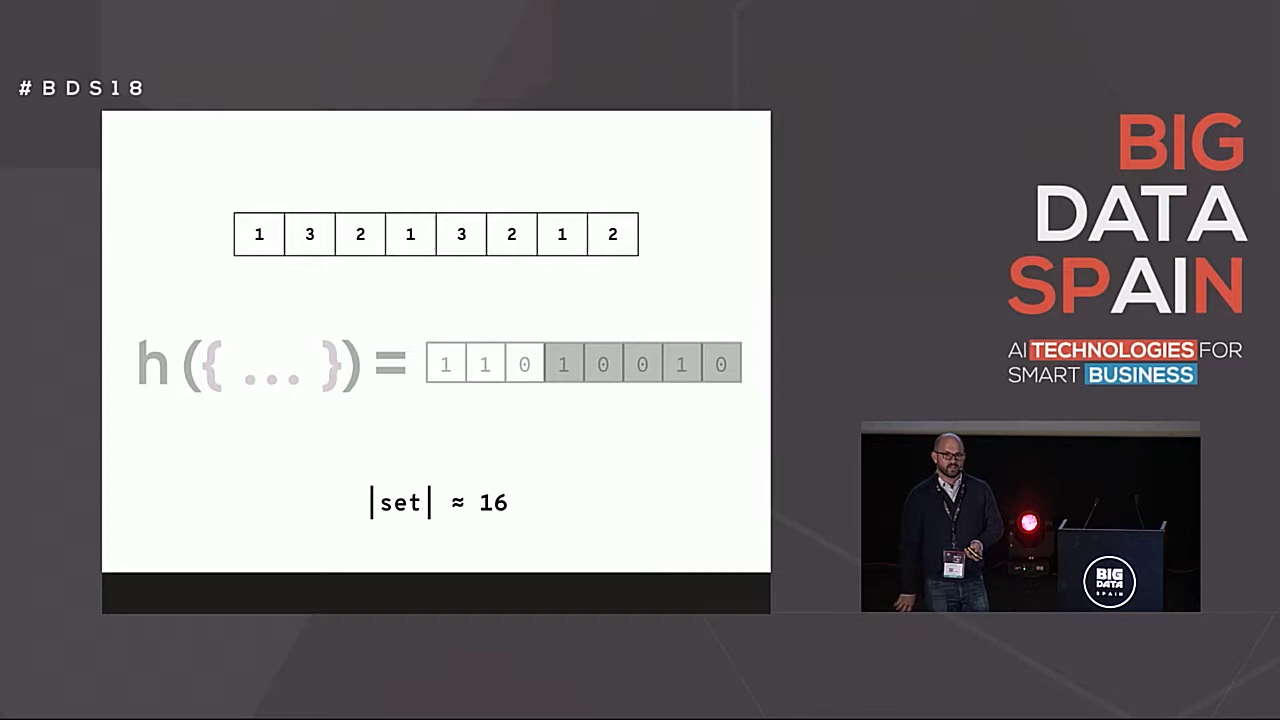 #BDS18
1 3 2 1 3 2 1 2
h({ ... }) = 1 1 0 1 0 0 1 0
|set| ≈ 16
BIG
DATA
SPAIN
AI TECHNOLOGIES FOR
SMART BUSINESS
BIG
DATA
SPAIN